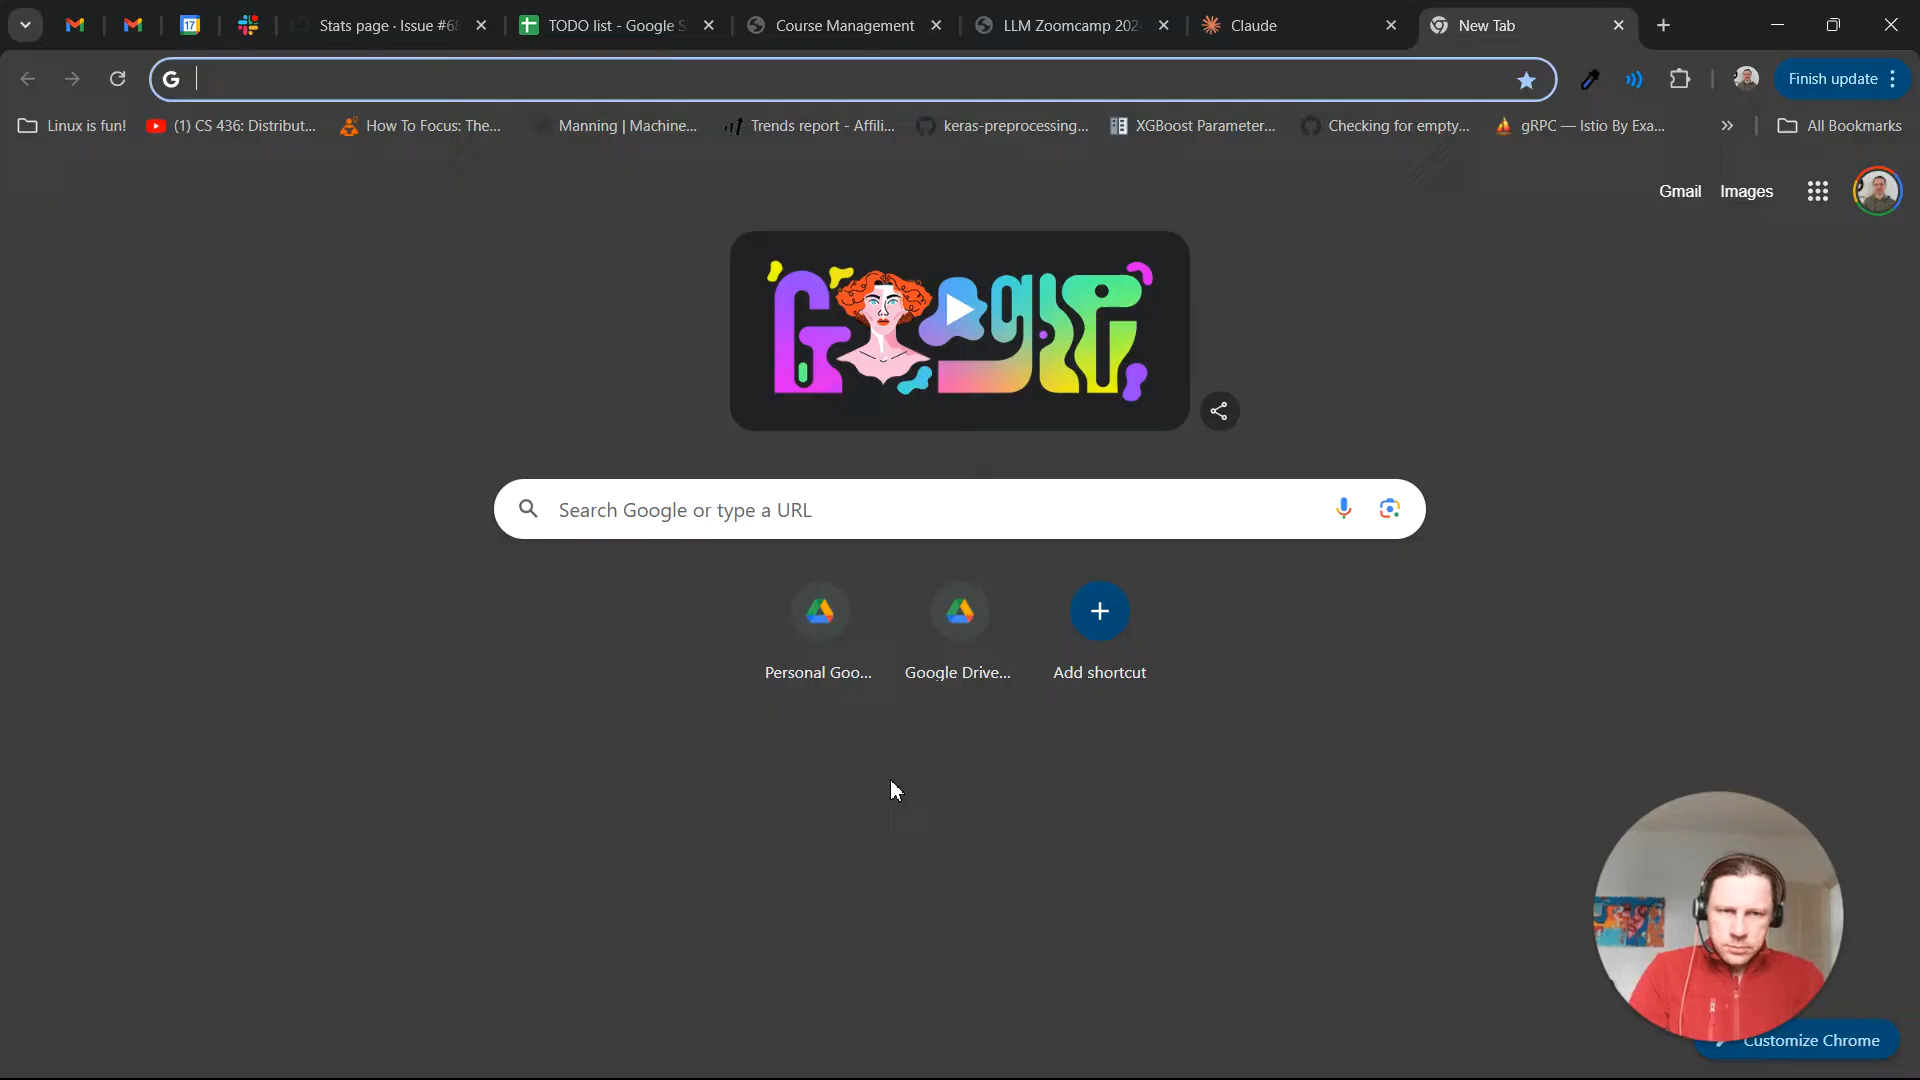 17
Stats page · Issue #6
TODO list - Google S
Course Management
LLM Zoomcamp 202
Claude
New Tab
G
Finish update
Linux is fun!
(1) CS 436: Distribut...
How To Focus: The...
Manning | Machine...
Trends report - Affili...
keras-preprocessing...
XGBoost Parameter...
Checking for empty...
gRPC — Istio By Exa...
All Bookmarks
Gmail
Images
Google
Search Google or type a URL
Personal Goo...
Google Drive...
Add shortcut
Customize Chrome